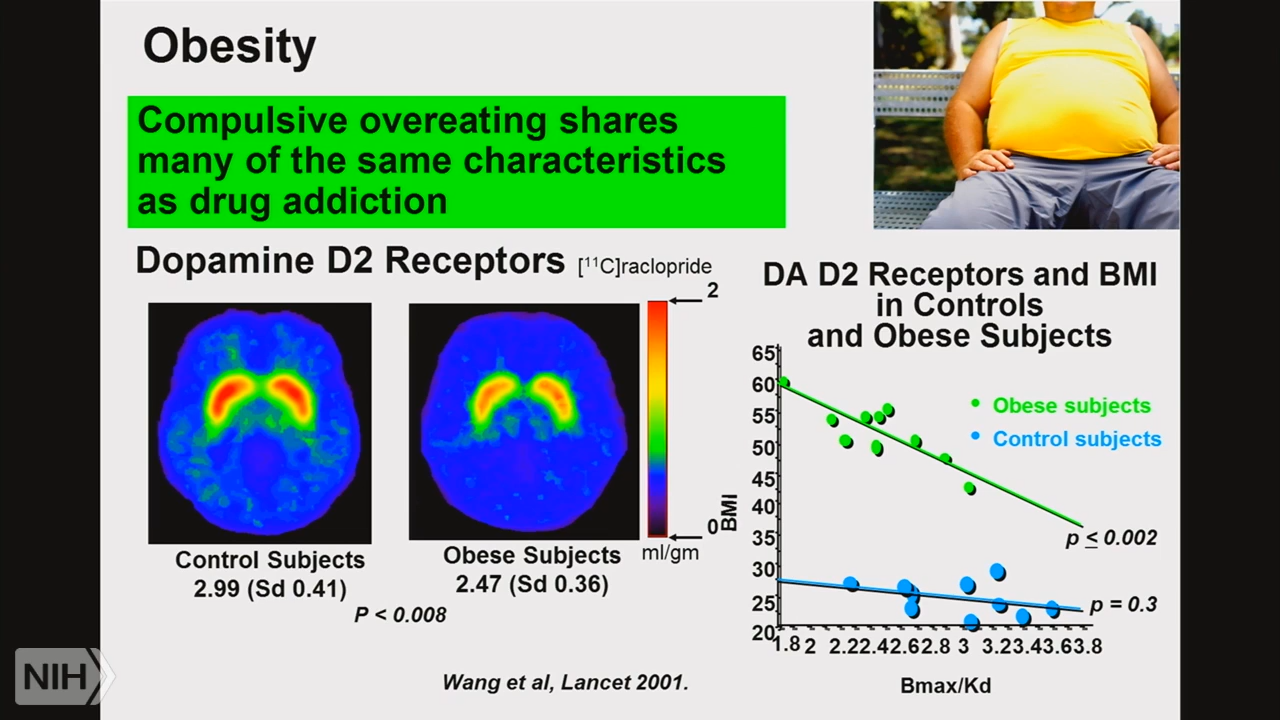 Obesity
Compulsive overeating shares
many of the same characteristics
as drug addiction
Dopamine D2 Receptors [¹¹C]raclopride
2
0
ml/gm
Control Subjects
2.99 (Sd 0.41)
Obese Subjects
2.47 (Sd 0.36)
P < 0.008
DA D2 Receptors and BMI
in Controls
and Obese Subjects
65
60
55
50
45
40
35
30
25
20
BMI
Obese subjects
Control subjects
p ≤ 0.002
p = 0.3
1.8 2 2.2 2.4 2.6 2.8 3 3.2 3.4 3.6 3.8
Bmax/Kd
Wang et al, Lancet 2001.
NIH